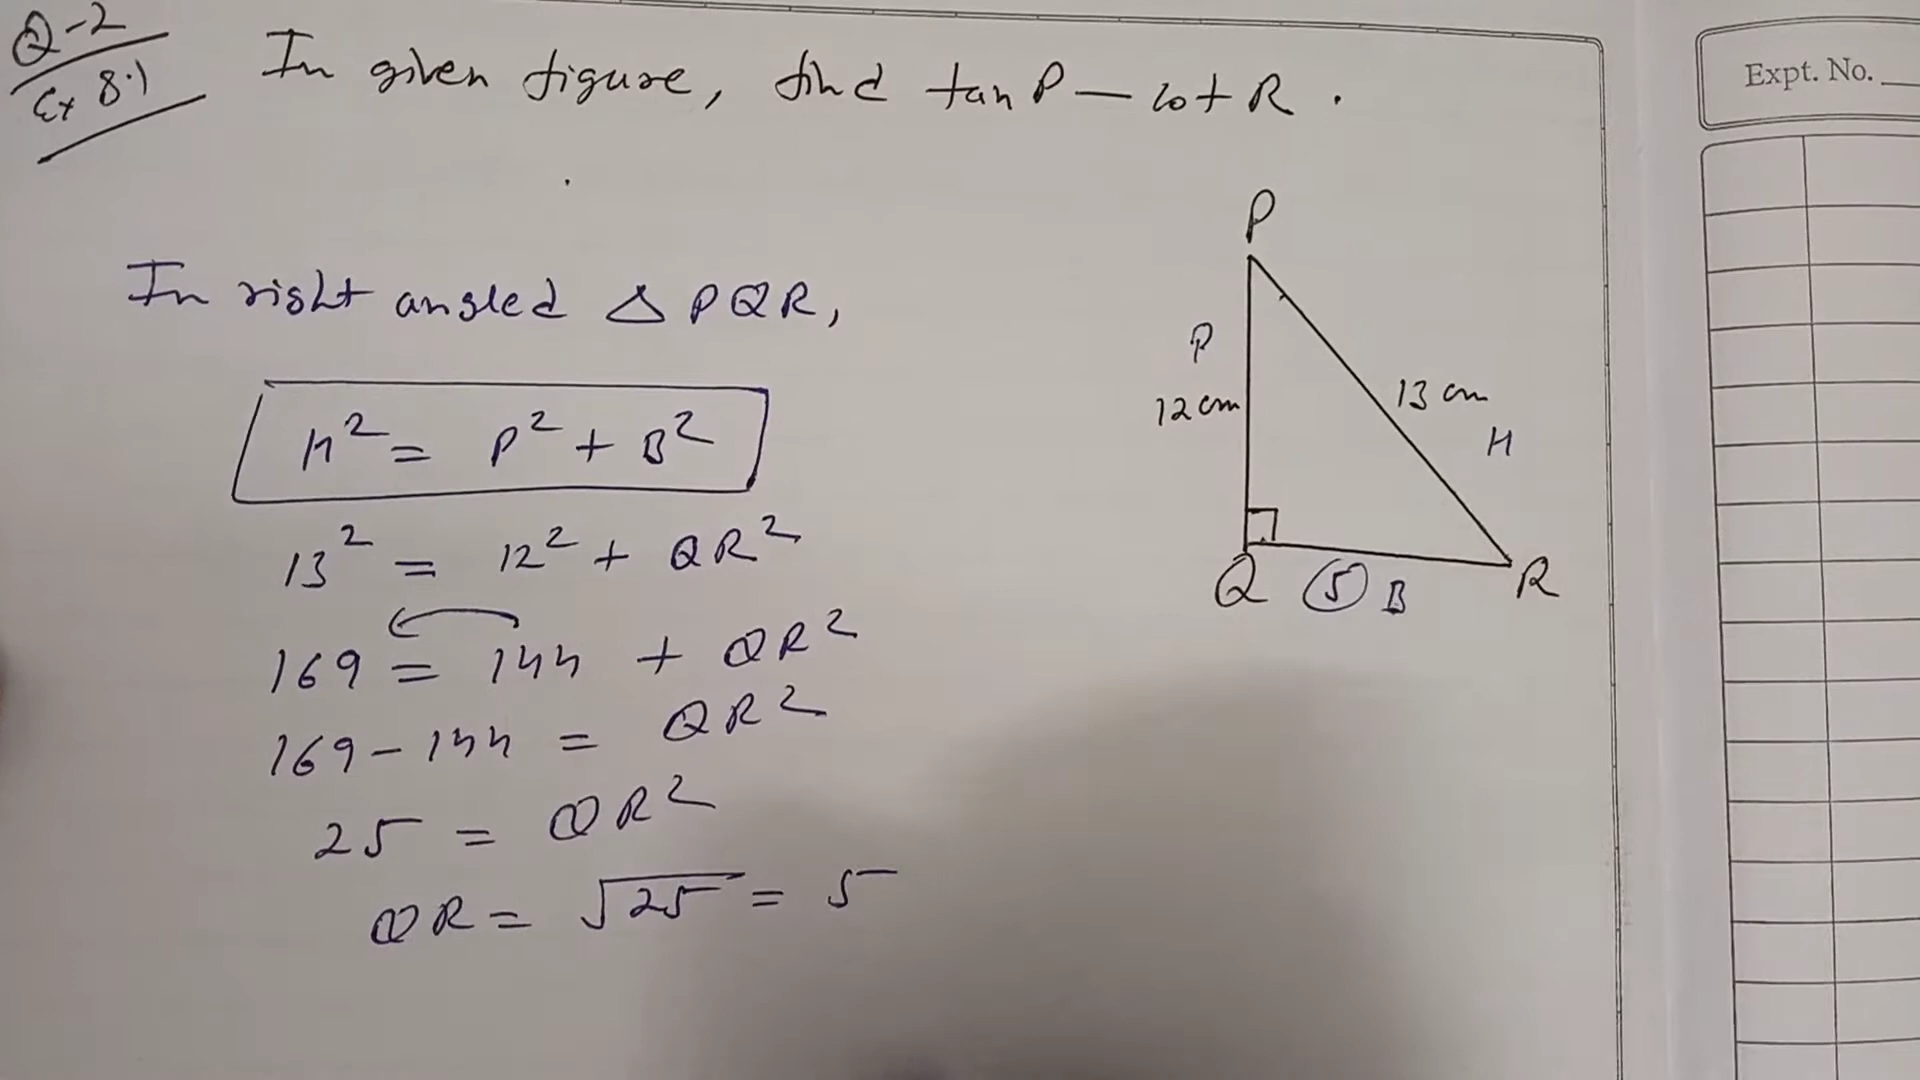 Q-2
Ex 8.1
In given figure, find tan P - cot R.
In right angled △ PQR,
H² = P² + B²
13² = 12² + QR²
169 = 144 + QR²
169 - 144 = QR²
25 = QR²
QR = √25 = 5
P
P
12 cm
13 cm
H
Q 5 B R
Expt. No.